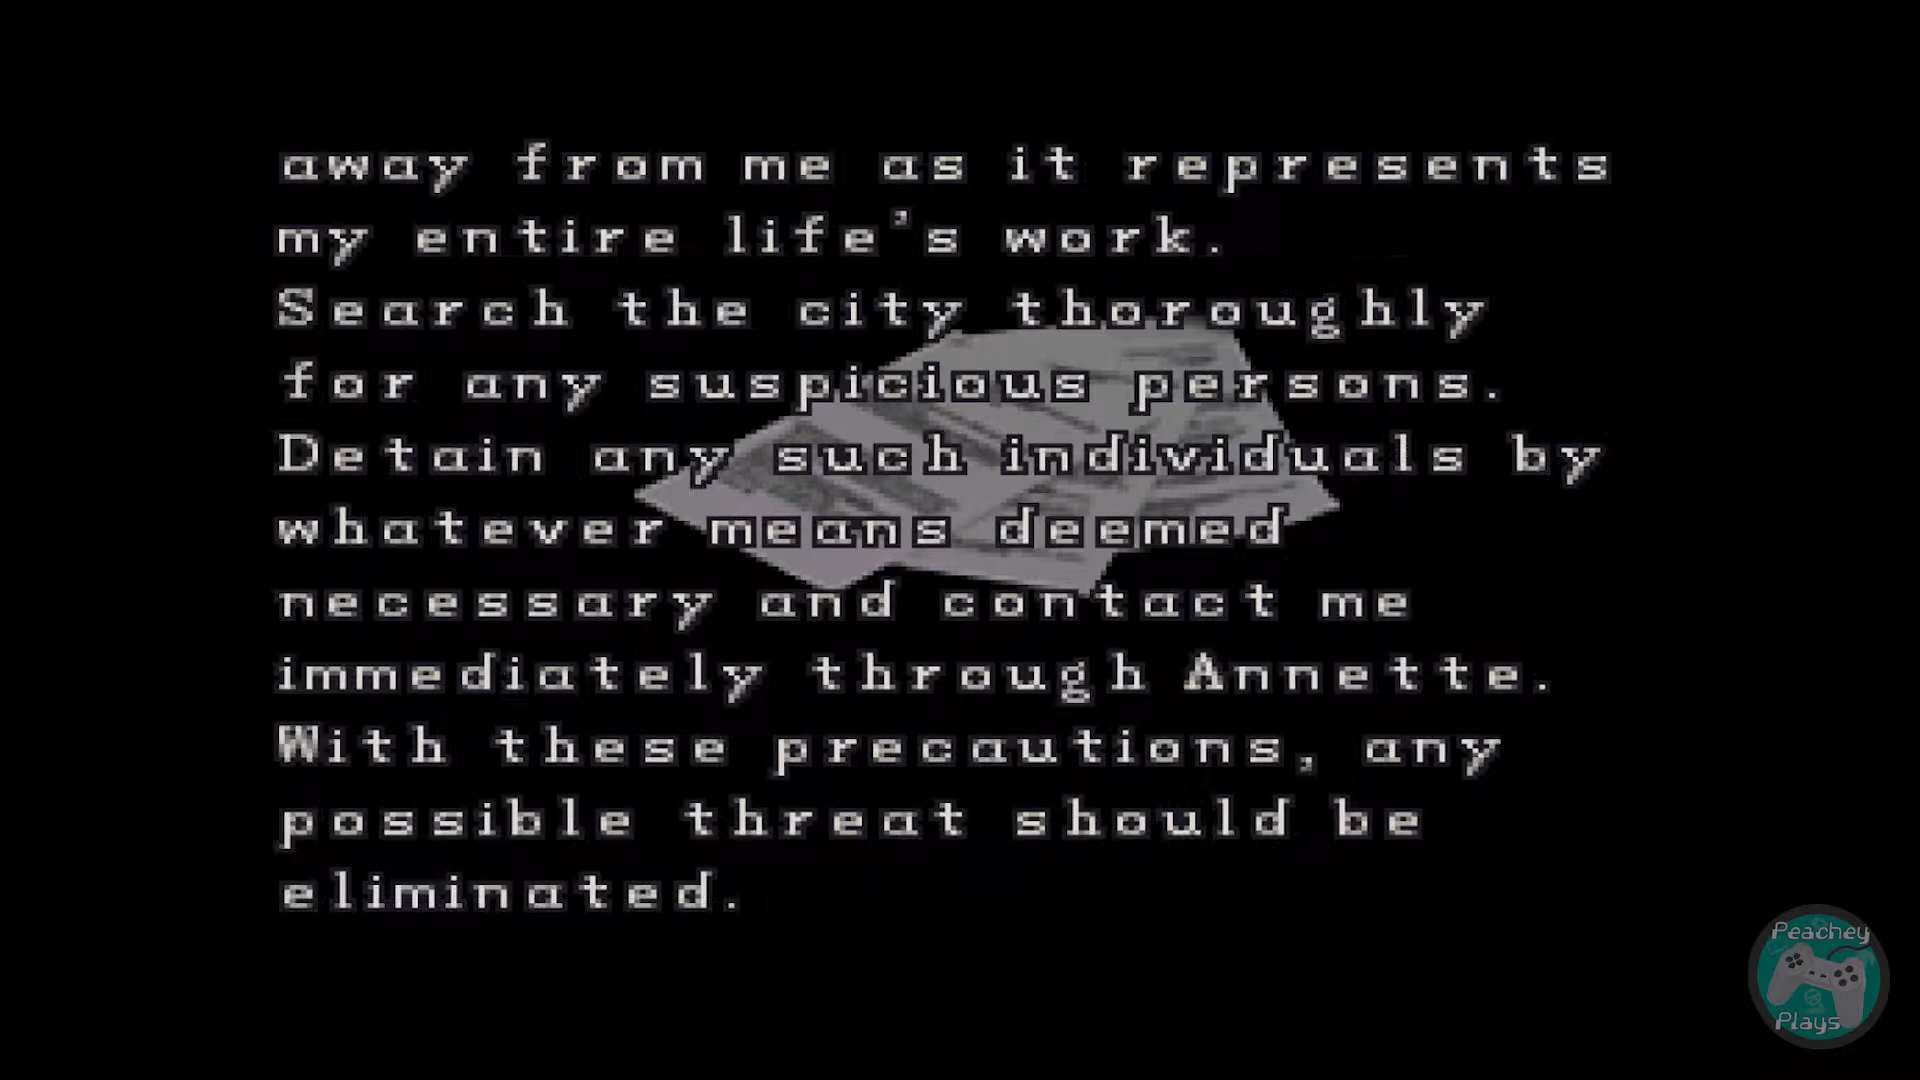 away from me as it represents
my entire life's work.
Search the city thoroughly
for any suspicious persons.
Detain any such individuals by
whatever means deemed
necessary and contact me
immediately through Annette.
With these precautions, any
possible threat should be
eliminated.
Peachey
Plays